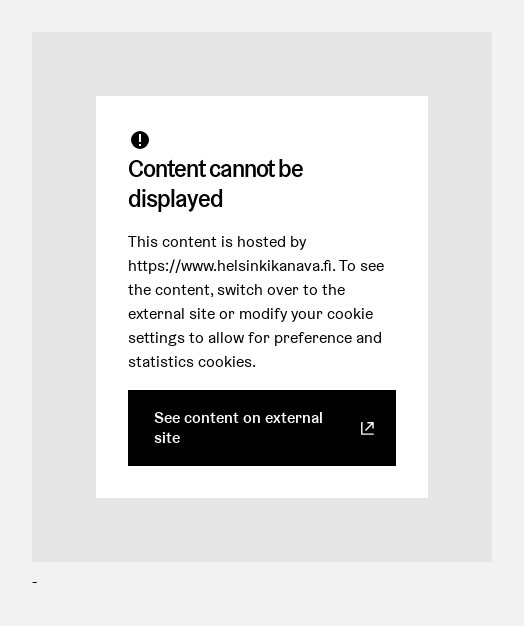 Content cannot be
displayed
This content is hosted by
https://www.helsinkikanava.fi. To see
the content, switch over to the
external site or modify your cookie
settings to allow for preference and
statistics cookies.
See content on external
site
-